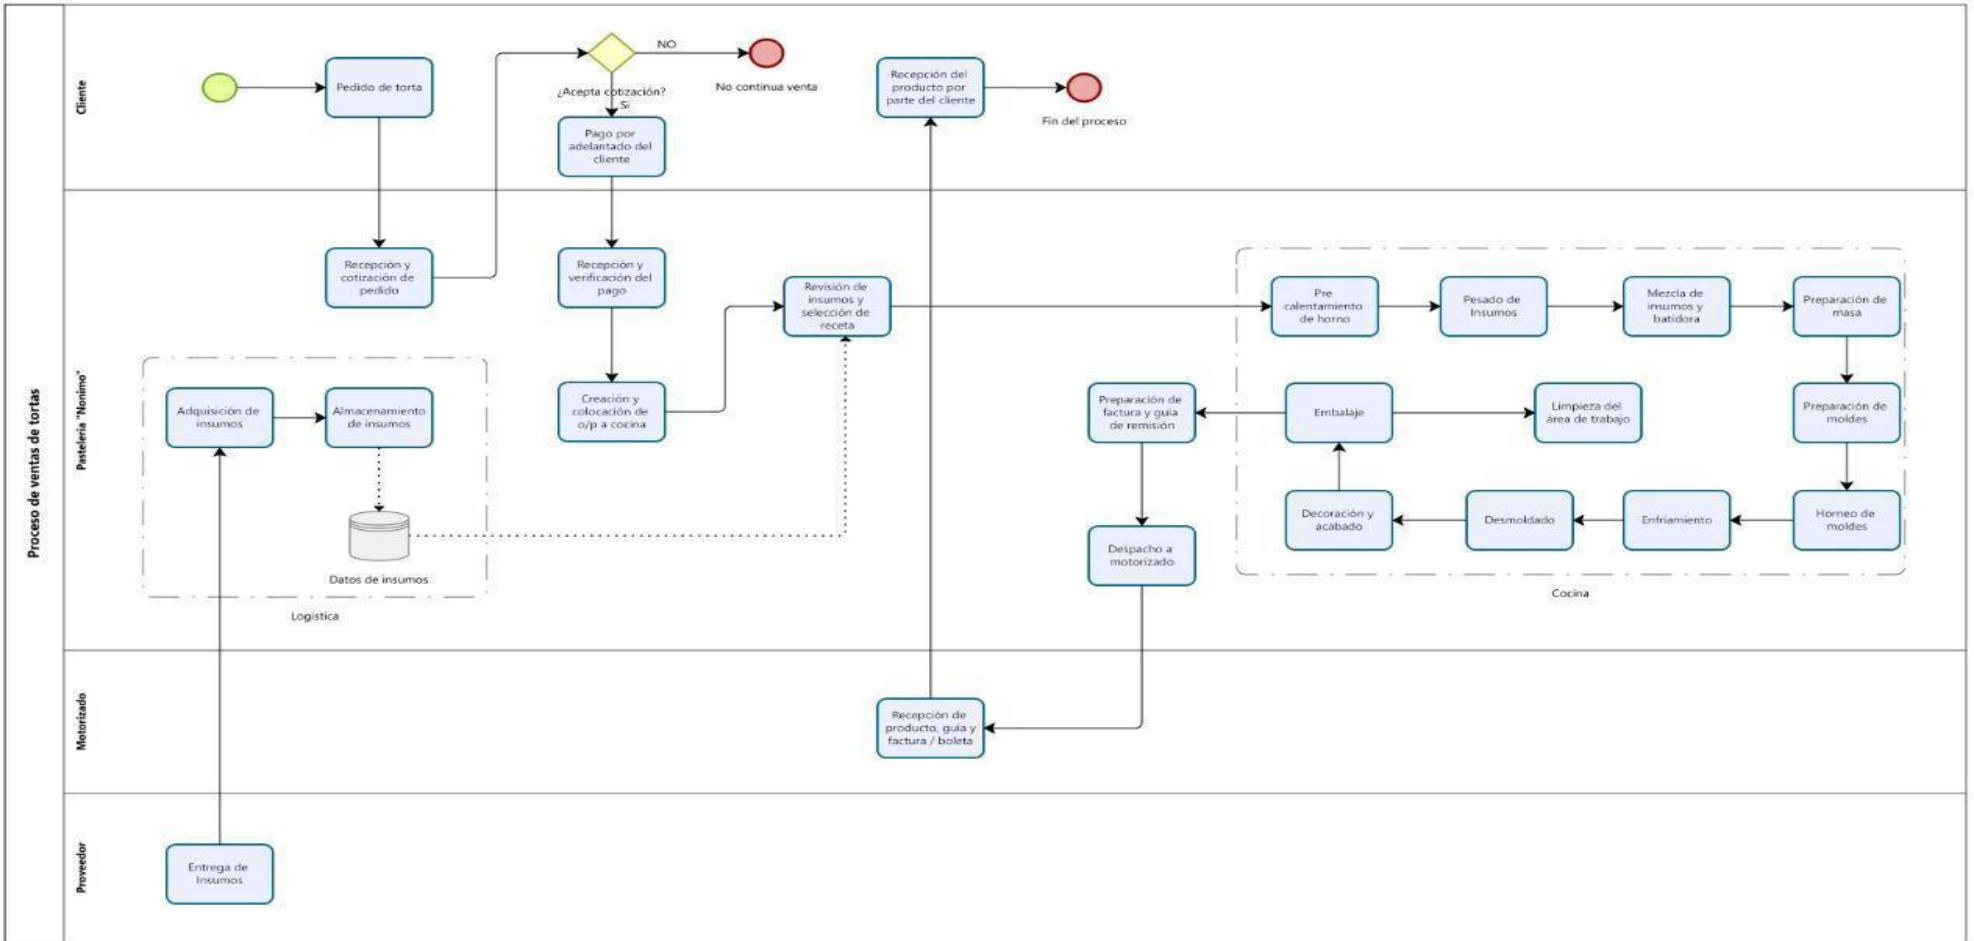 Proceso de ventas de tortas
Cliente
Pedido de torta
NO
¿Acepta cotización?
Si
No continua venta
Pago por
adelantado del
cliente
Recepción del
producto por
parte del cliente
Fin del proceso
Pasteleria "Nonimo"
Recepción y
cotización de
pedido
Recepción y
verificación del
pago
Revisión de
insumos y
selección de
receta
Creación y
colocación de
o/p a cocina
Adquisición de
insumos
Almacenamiento
de insumos
Datos de insumos
Logistica
Pre
calentamiento
de horno
Pesado de
Insumos
Mezcla de
insumos y
batidora
Preparación de
masa
Preparación de
factura y guia
de remisión
Embalaje
Limpieza del
área de trabajo
Preparación de
moldes
Despacho a
motorizado
Decoración y
acabado
Desmoldado
Enfriamiento
Horneo de
moldes
Cocina
Motorizado
Recepción de
producto, guia y
factura / boleta
Proveedor
Entrega de
Insumos